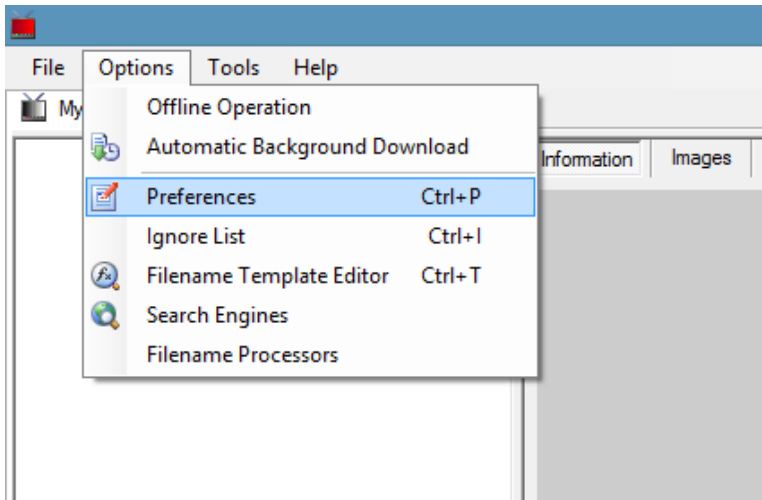 File Options Tools Help
My
Offline Operation
Automatic Background Download
Information Images
Preferences Ctrl+P
Ignore List Ctrl+I
Filename Template Editor Ctrl+T
Search Engines
Filename Processors